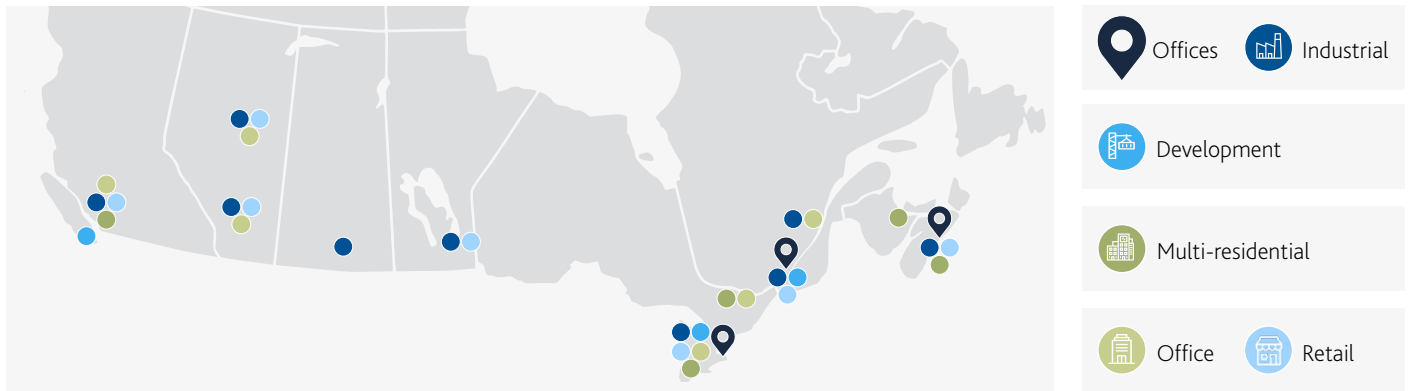 Offices Industrial
Development
Multi-residential
Office Retail